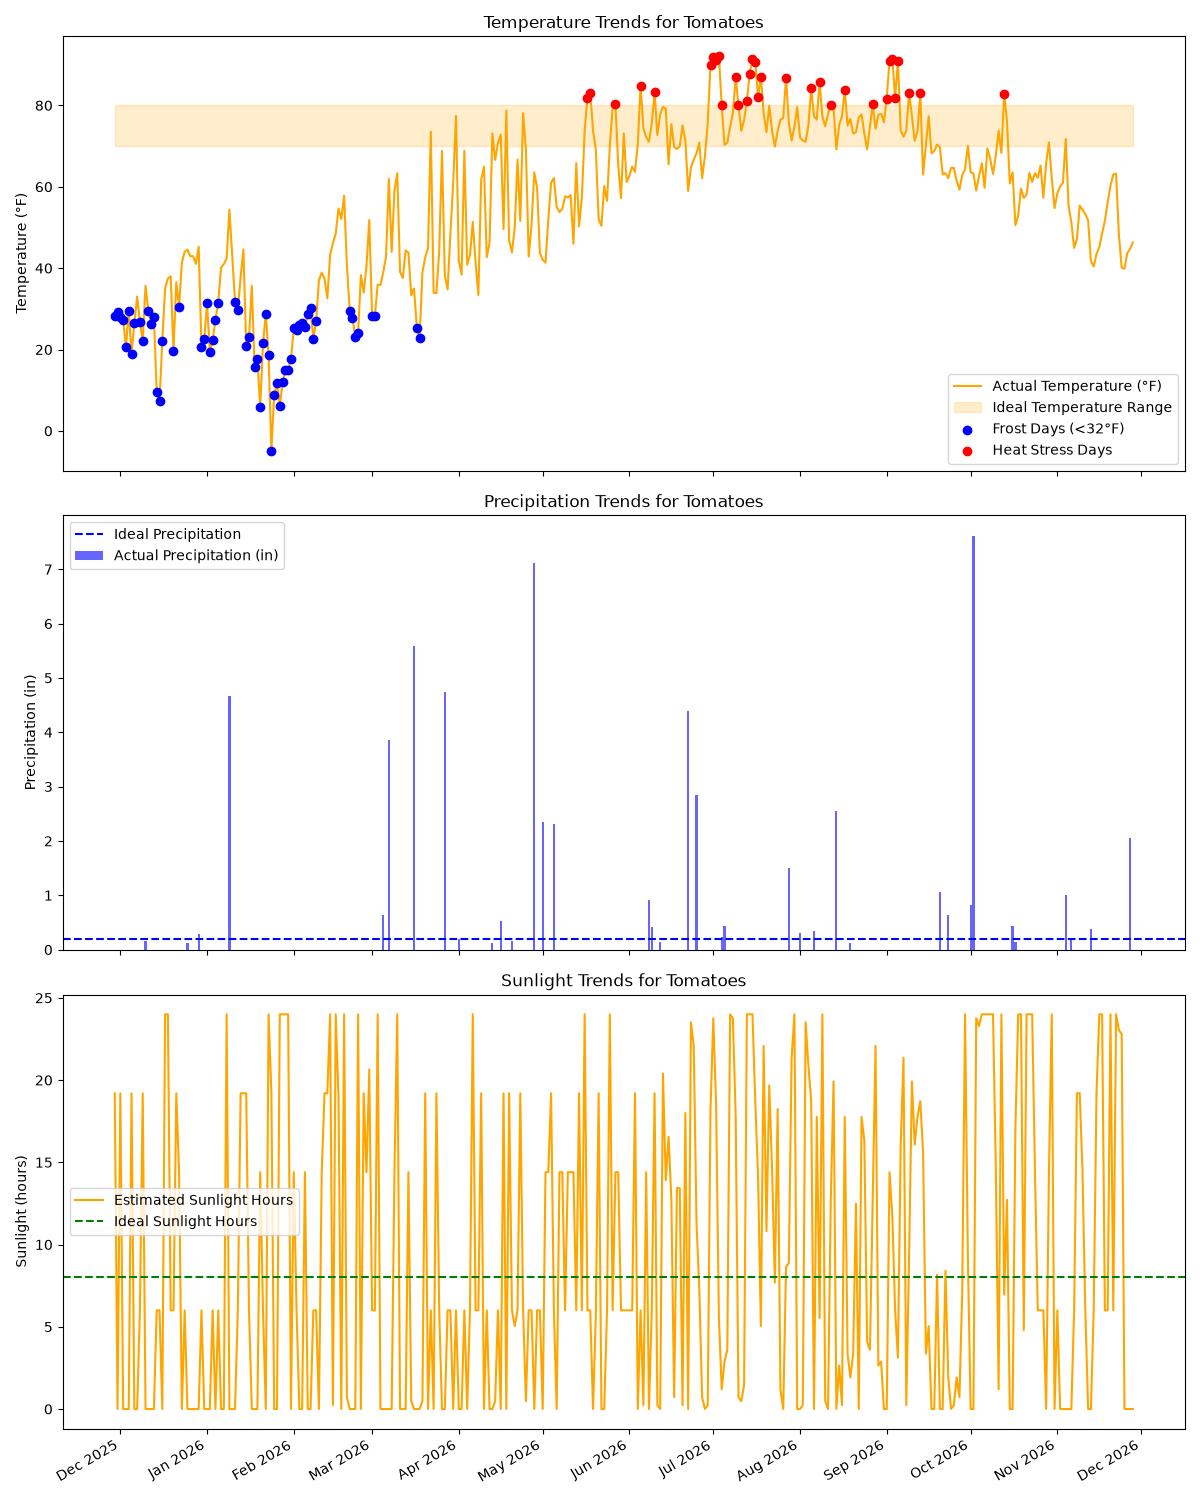 Temperature Trends for Tomatoes
Temperature (°F)
80
60
40
20
0
Actual Temperature (°F)
Ideal Temperature Range
Frost Days (<32°F)
Heat Stress Days
Precipitation Trends for Tomatoes
Precipitation (in)
7
6
5
4
3
2
1
0
Ideal Precipitation
Actual Precipitation (in)
Sunlight Trends for Tomatoes
Sunlight (hours)
25
20
15
10
5
0
Estimated Sunlight Hours
Ideal Sunlight Hours
Dec 2025
Jan 2026
Feb 2026
Mar 2026
Apr 2026
May 2026
Jun 2026
Jul 2026
Aug 2026
Sep 2026
Oct 2026
Nov 2026
Dec 2026